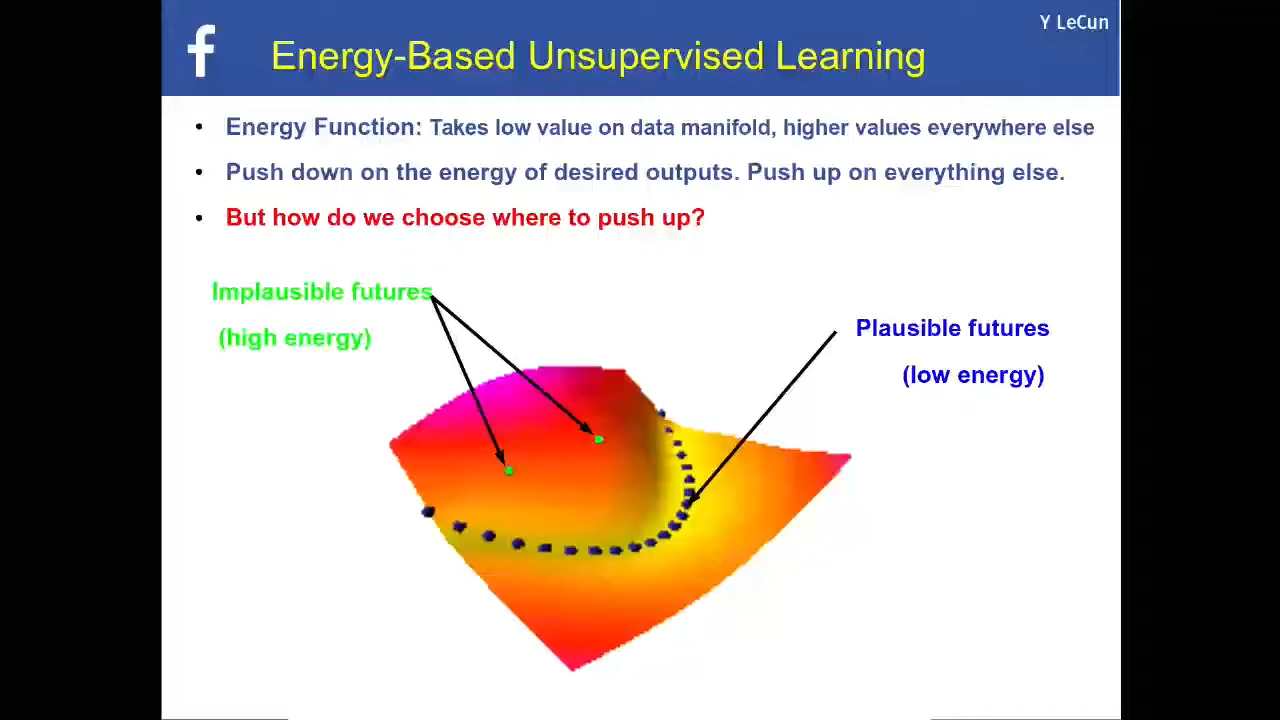 Y LeCun
f
Energy-Based Unsupervised Learning
• Energy Function: Takes low value on data manifold, higher values everywhere else
• Push down on the energy of desired outputs. Push up on everything else.
• But how do we choose where to push up?
Implausible futures
(high energy)
Plausible futures
(low energy)